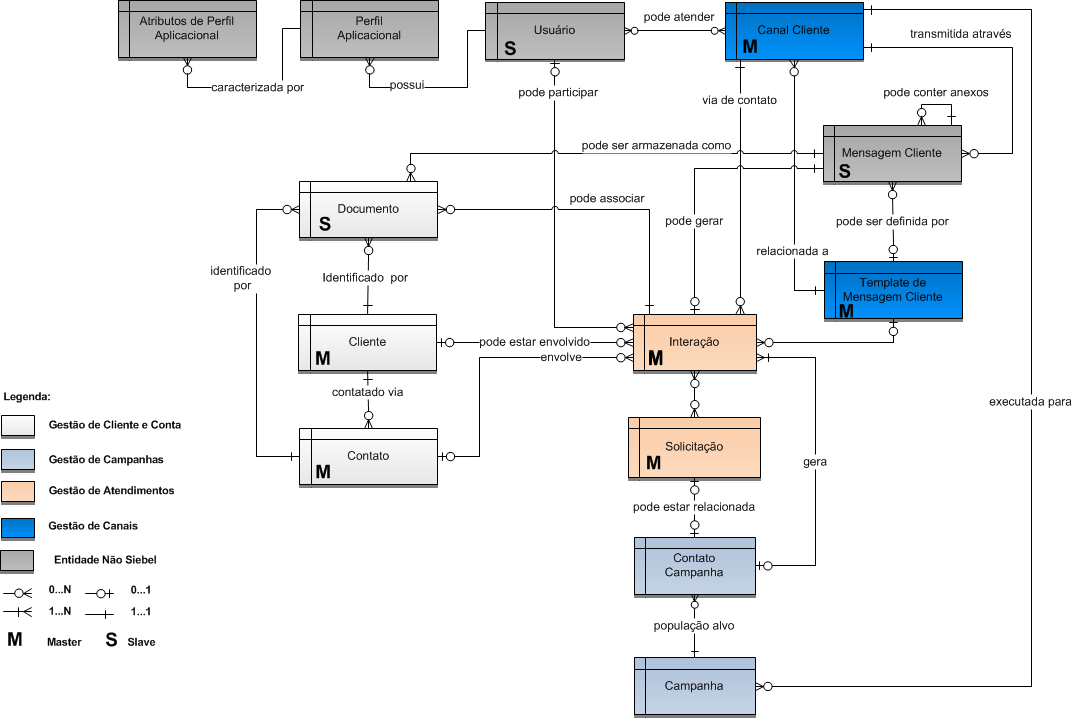 Atributos de Perfil
Aplicacional
Perfil
Aplicacional
Usuário
S
pode atender
Canal Cliente
M
transmitida através
caracterizada por
possui
pode participar
via de contato
pode conter anexos
Mensagem Cliente
S
pode ser armazenada como
Documento
S
pode associar
pode gerar
pode ser definida por
relacionada a
identificado
por
Identificado por
Template de
Mensagem Cliente
M
Cliente
M
pode estar envolvido
envolve
Interação
M
contatado via
executada para
Legenda:
Gestão de Cliente e Conta
Gestão de Campanhas
Gestão de Atendimentos
Gestão de Canais
Entidade Não Siebel
0...N
0...1
1...N
1...1
M
Master
S
Slave
Contato
M
Solicitação
M
gera
pode estar relacionada
Contato
Campanha
população alvo
Campanha